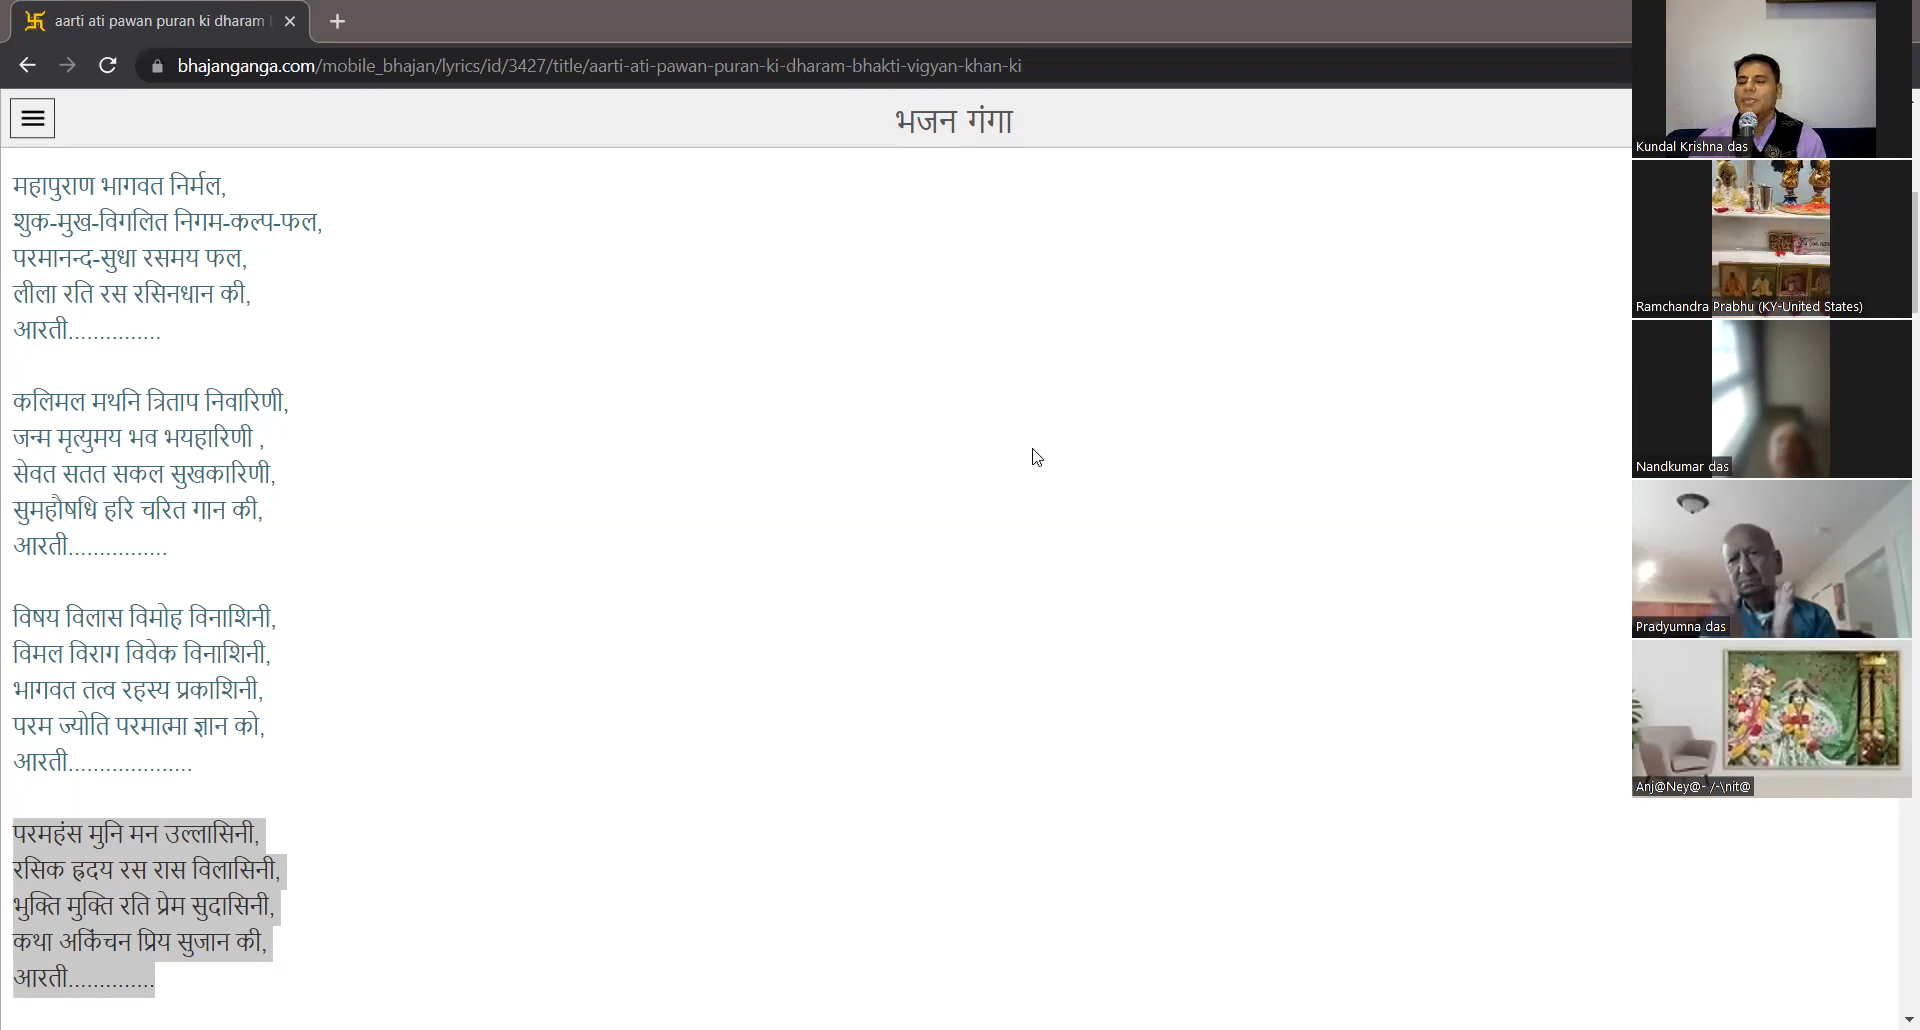 aarti ati pawan puran ki dharam
bhajanganga.com/mobile_bhajan/lyrics/id/3427/title/aarti-ati-pawan-puran-ki-dharam-bhakti-vigyan-khan-ki
भजन गंगा
महापुराण भागवत निर्मल,
शुक-मुख-विगलित निगम-कल्प-फल,
परमानन्द-सुधा रसमय फल,
लीला रति रस रसिनधान की,
आरती...............
कलिमल मथनि त्रिताप निवारिणी,
जन्म मृत्युमय भव भयहारिणी ,
सेवत सतत सकल सुखकारिणी,
सुमहौषधि हरि चरित गान की,
आरती................
विषय विलास विमोह विनाशिनी,
विमल विराग विवेक विनाशिनी,
भागवत तत्व रहस्य प्रकाशिनी,
परम ज्योति परमात्मा ज्ञान को,
आरती....................
परमहंस मुनि मन उल्लासिनी,
रसिक ह्रदय रस रास विलासिनी,
भुक्ति मुक्ति रति प्रेम सुदासिनी,
कथा अकिंचन प्रिय सुजान की,
आरती..............
Kundal Krishna das
Ramchandra Prabhu (KY-United States)
Nandkumar das
Pradyumna das
Anj@Ney@- /-\nit@